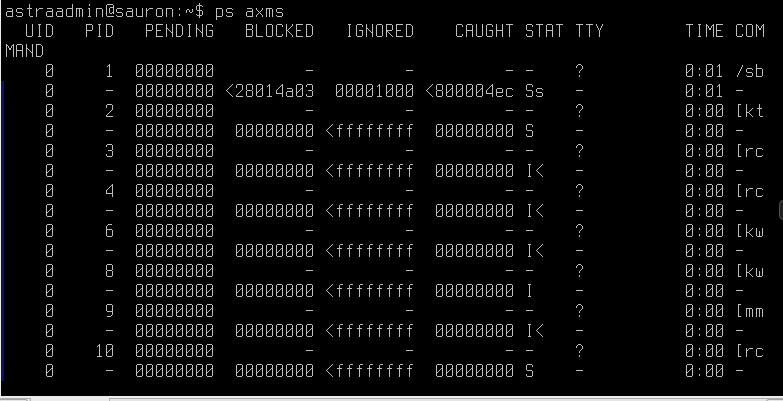 astraadmin@sauron:~$ ps axms
UID PID PENDING BLOCKED IGNORED CAUGHT STAT TTY TIME COM
MAND
0 1 00000000 - - - - ? 0:01 /sb
0 - 00000000 <28014a03 00001000 <800004ec Ss - 0:01 -
0 2 00000000 - - - - ? 0:00 [kt
0 - 00000000 00000000 <ffffffff 00000000 S - 0:00 -
0 3 00000000 - - - - ? 0:00 [rc
0 - 00000000 00000000 <ffffffff 00000000 I< - 0:00 -
0 4 00000000 - - - - ? 0:00 [rc
0 - 00000000 00000000 <ffffffff 00000000 I< - 0:00 -
0 6 00000000 - - - - ? 0:00 [kw
0 - 00000000 00000000 <ffffffff 00000000 I< - 0:00 -
0 8 00000000 - - - - ? 0:00 [kw
0 - 00000000 00000000 <ffffffff 00000000 I - 0:00 -
0 9 00000000 - - - - ? 0:00 [mm
0 - 00000000 00000000 <ffffffff 00000000 I< - 0:00 -
0 10 00000000 - - - - ? 0:00 [rc
0 - 00000000 00000000 <ffffffff 00000000 S - 0:00 -